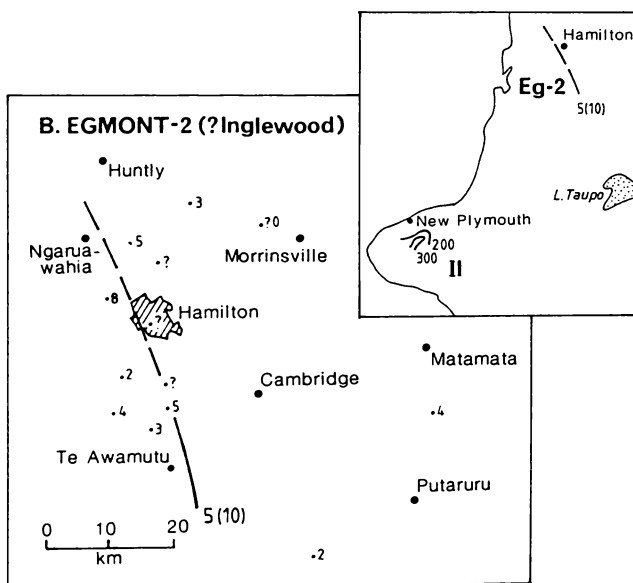 B. EGMONT-2 (?Inglewood)
Huntly
3
?0
Ngarua-
wahia
5
?
Morrinsville
8
?
Hamilton
Matamata
2
?
Cambridge
4
5
3
4
Te Awamutu
Putaruru
5(10)
0 10 20
km
2
Hamilton
Eg-2
5(10)
L. Taupo
New Plymouth
200
300
II